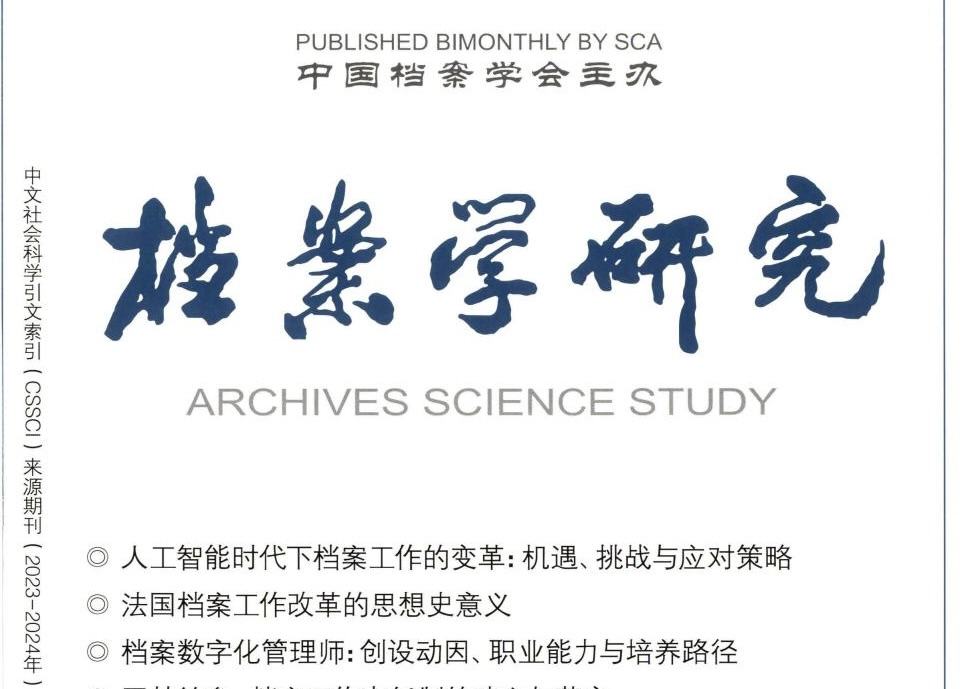 PUBLISHED BIMONTHLY BY SCA
中国档案学会主办
档案学研究
ARCHIVES SCIENCE STUDY
中文社会科学引文索引(CSSCI)来源期刊(2023-2024年)
◎ 人工智能时代下档案工作的变革:机遇、挑战与应对策略
◎ 法国档案工作改革的思想史意义
◎ 档案数字化管理师:创设动因、职业能力与培养路径